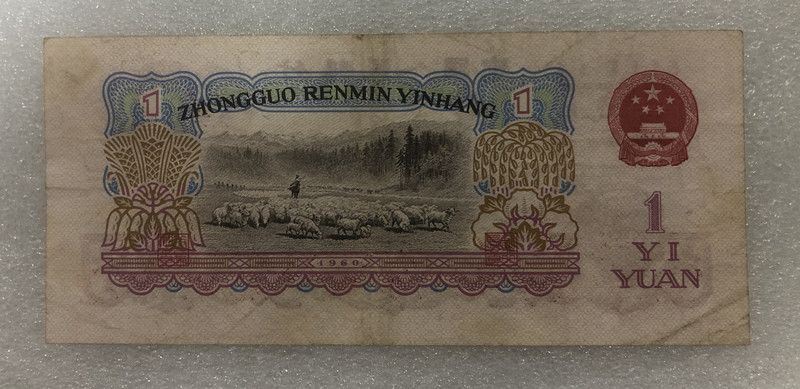 1
ZHONGGUO RENMIN YINHANG
1
1960
1
YI
YUAN